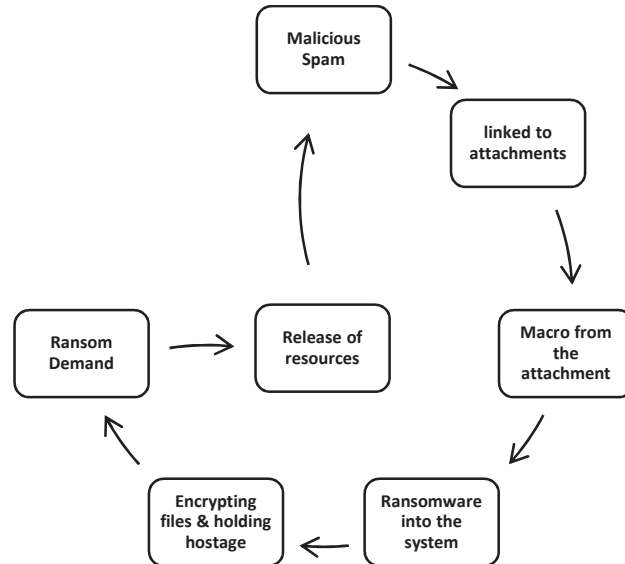 Malicious
Spam
linked to
attachments
Macro from
the
attachment
Ransomware
into the
system
Encrypting
files & holding
hostage
Ransom
Demand
Release of
resources